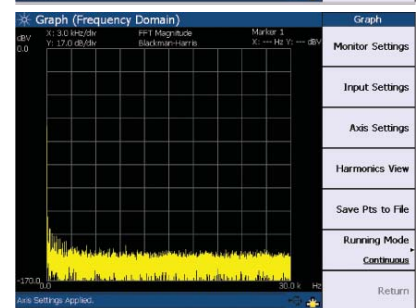 Graph (Frequency Domain)
Graph
dBV
0.0
X: 3.0 kHz/div
Y: 17.0 dB/div
FFT Magnitude
Blackman-Harris
Marker 1
X: --- Hz Y: --- dBV
Monitor Settings
Input Settings
Axis Settings
Harmonics View
Save Pts to File
Running Mode
Continuous
Return
-170.0
0.0
30.0 k Hz
Axis Settings Applied.